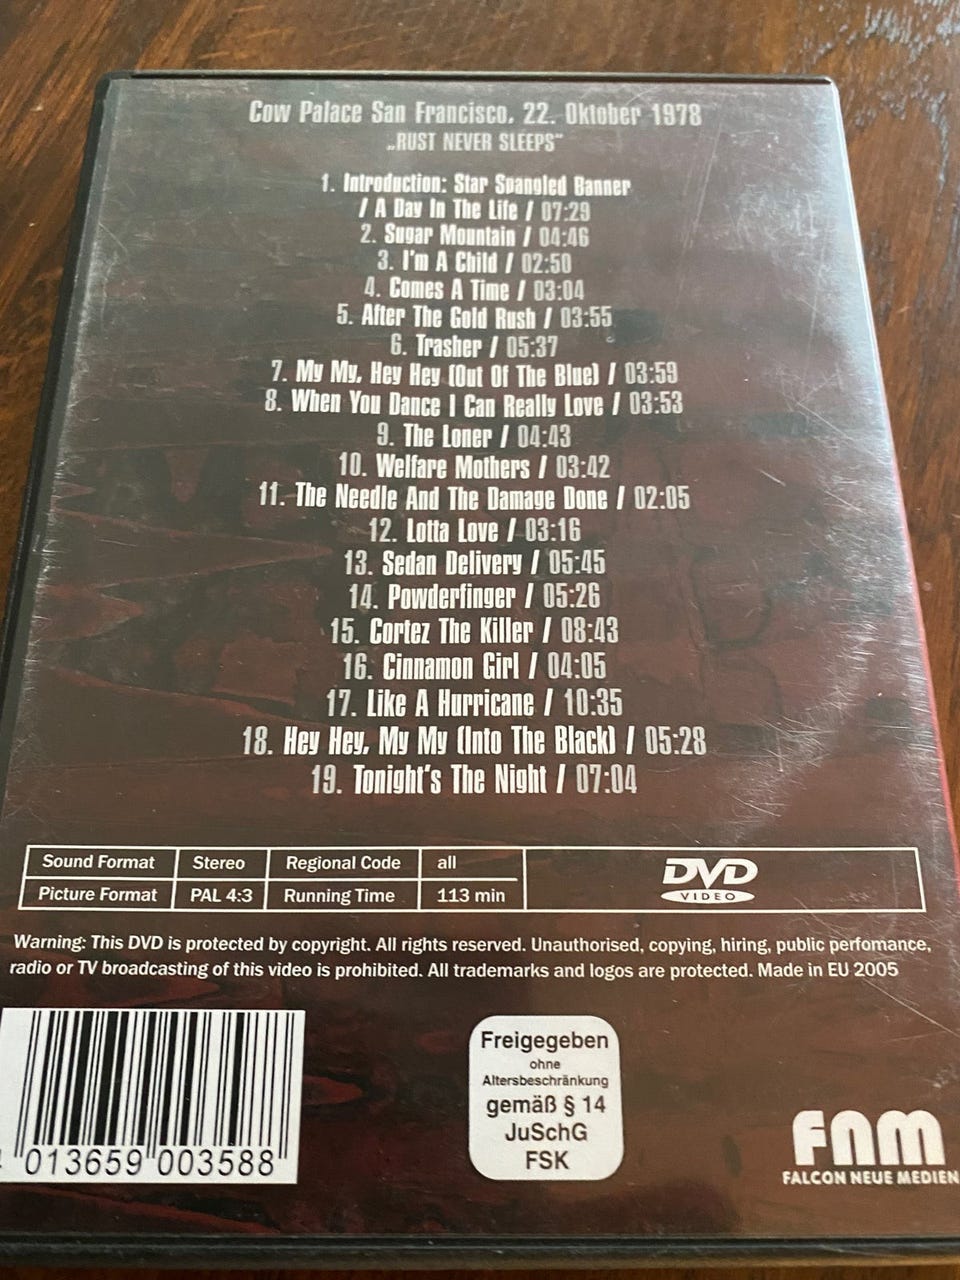 Cow Palace San Francisco, 22. Oktober 1978
„RUST NEVER SLEEPS“
1. Introduction: Star Spangled Banner
/ A Day In The Life / 07:29
2. Sugar Mountain / 04:46
3. I'm A Child / 02:50
4. Comes A Time / 03:04
5. After The Gold Rush / 03:55
6. Trasher / 05:37
7. My My, Hey Hey (Out Of The Blue) / 03:59
8. When You Dance I Can Really Love / 03:53
9. The Loner / 04:43
10. Welfare Mothers / 03:42
11. The Needle And The Damage Done / 02:05
12. Lotta Love / 03:16
13. Sedan Delivery / 05:45
14. Powderfinger / 05:26
15. Cortez The Killer / 08:43
16. Cinnamon Girl / 04:05
17. Like A Hurricane / 10:35
18. Hey Hey, My My (Into The Black) / 05:28
19. Tonight's The Night / 07:04
Sound Format Stereo Regional Code all
Picture Format PAL 4:3 Running Time 113 min
DVD
VIDEO
Warning: This DVD is protected by copyright. All rights reserved. Unauthorised, copying, hiring, public perfomance,
radio or TV broadcasting of this video is prohibited. All trademarks and logos are protected. Made in EU 2005
013659 003588
Freigegeben
ohne
Altersbeschränkung
gemäß § 14
JuSchG
FSK
FNM
FALCON NEUE MEDIEN